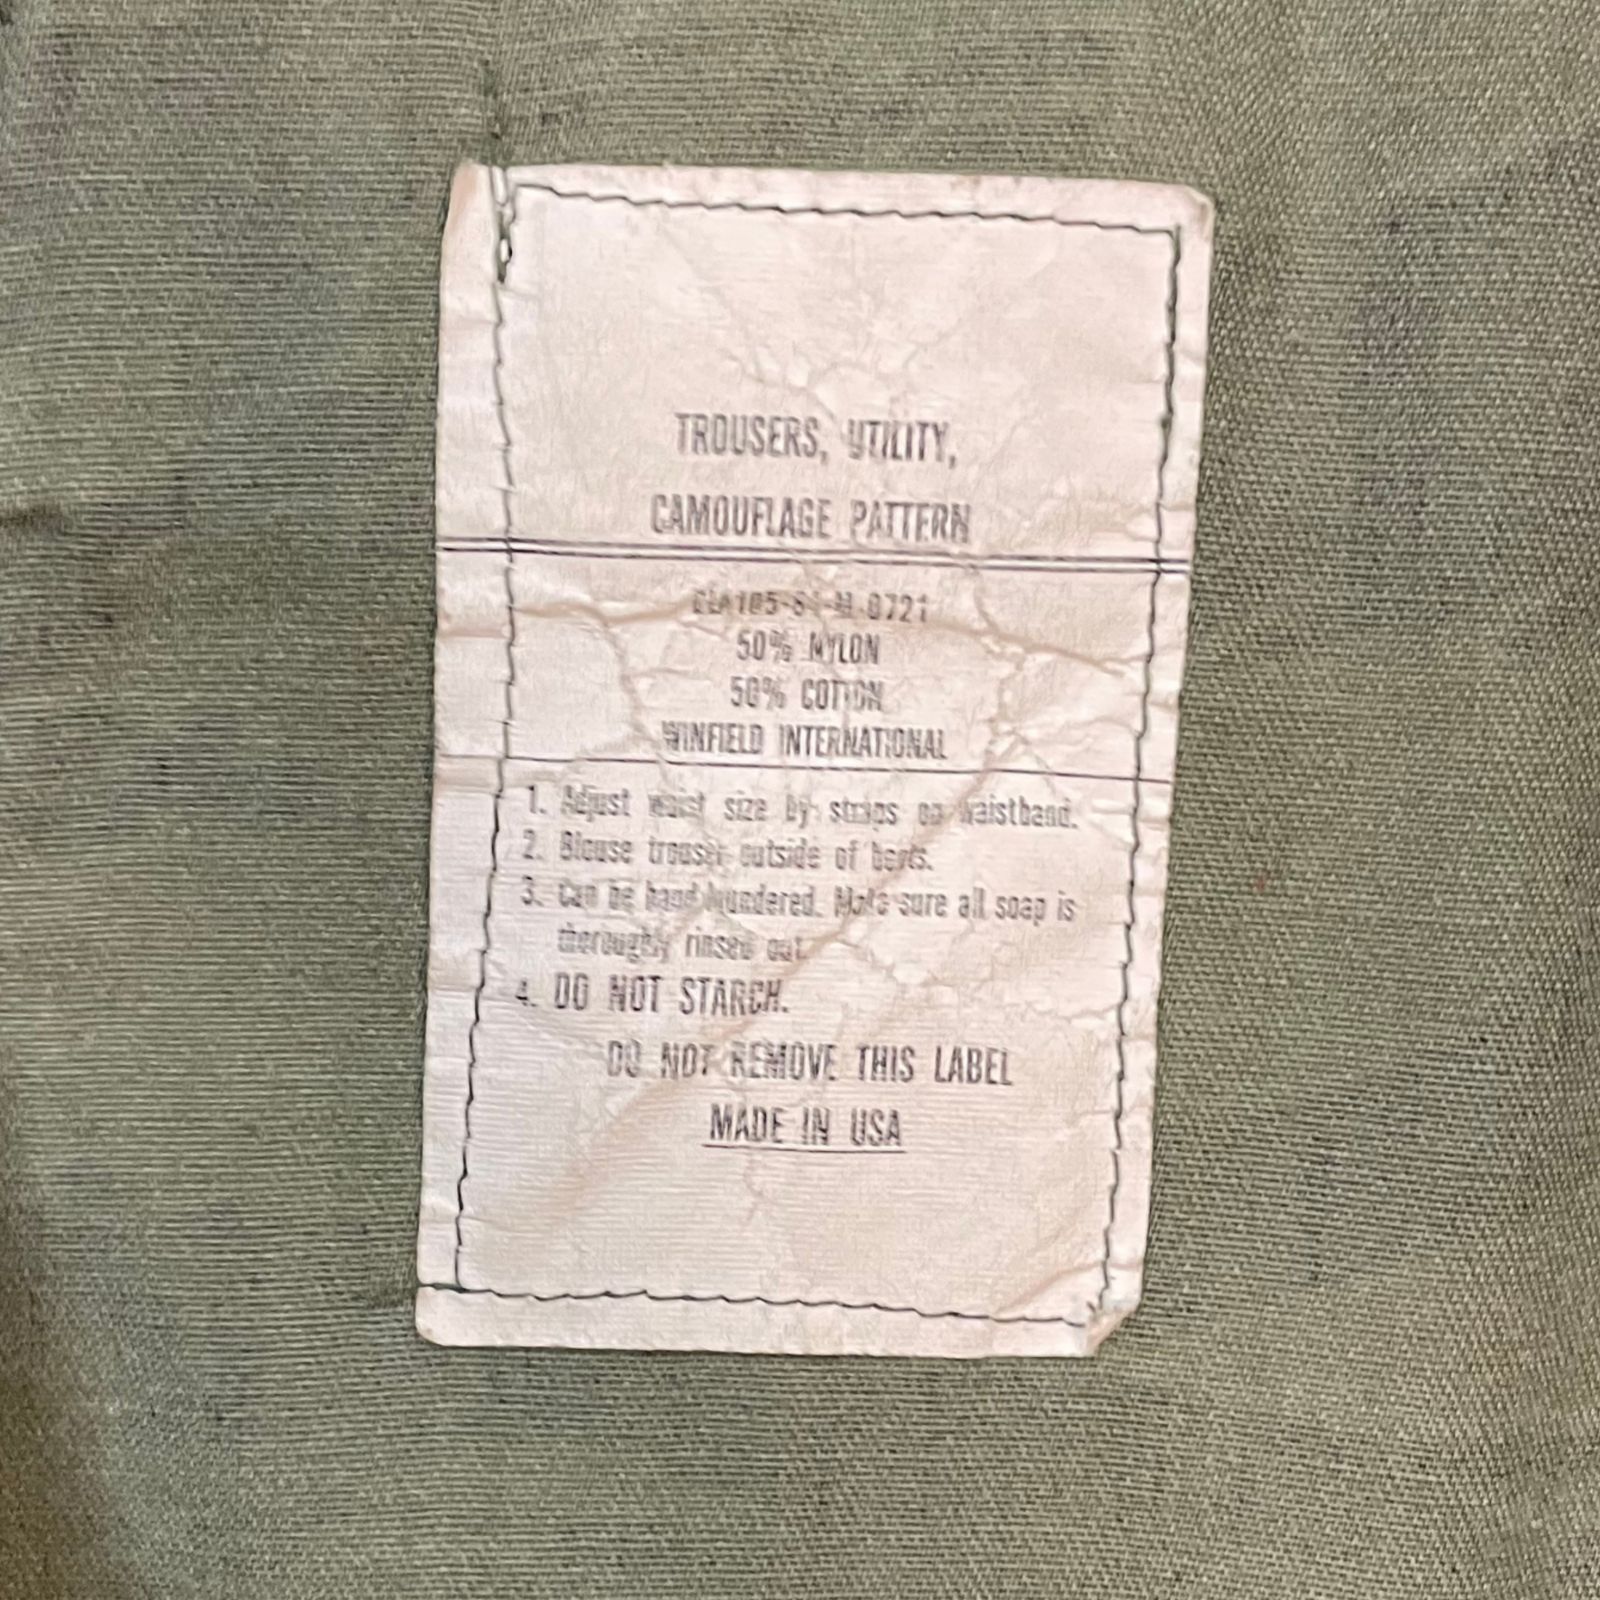 TROUSERS, UTILITY,
CAMOUFLAGE PATTERN
0721
50% NYLON
50% COTTON
WINFIELD INTERNATIONAL
1. Adjust waist size by straps on waistband.
2. Blouse trouser outside of boots.
3. Can be hand laundered. Make sure all soap is
thoroughly rinsed out.
4. DO NOT STARCH.
DO NOT REMOVE THIS LABEL
MADE IN USA